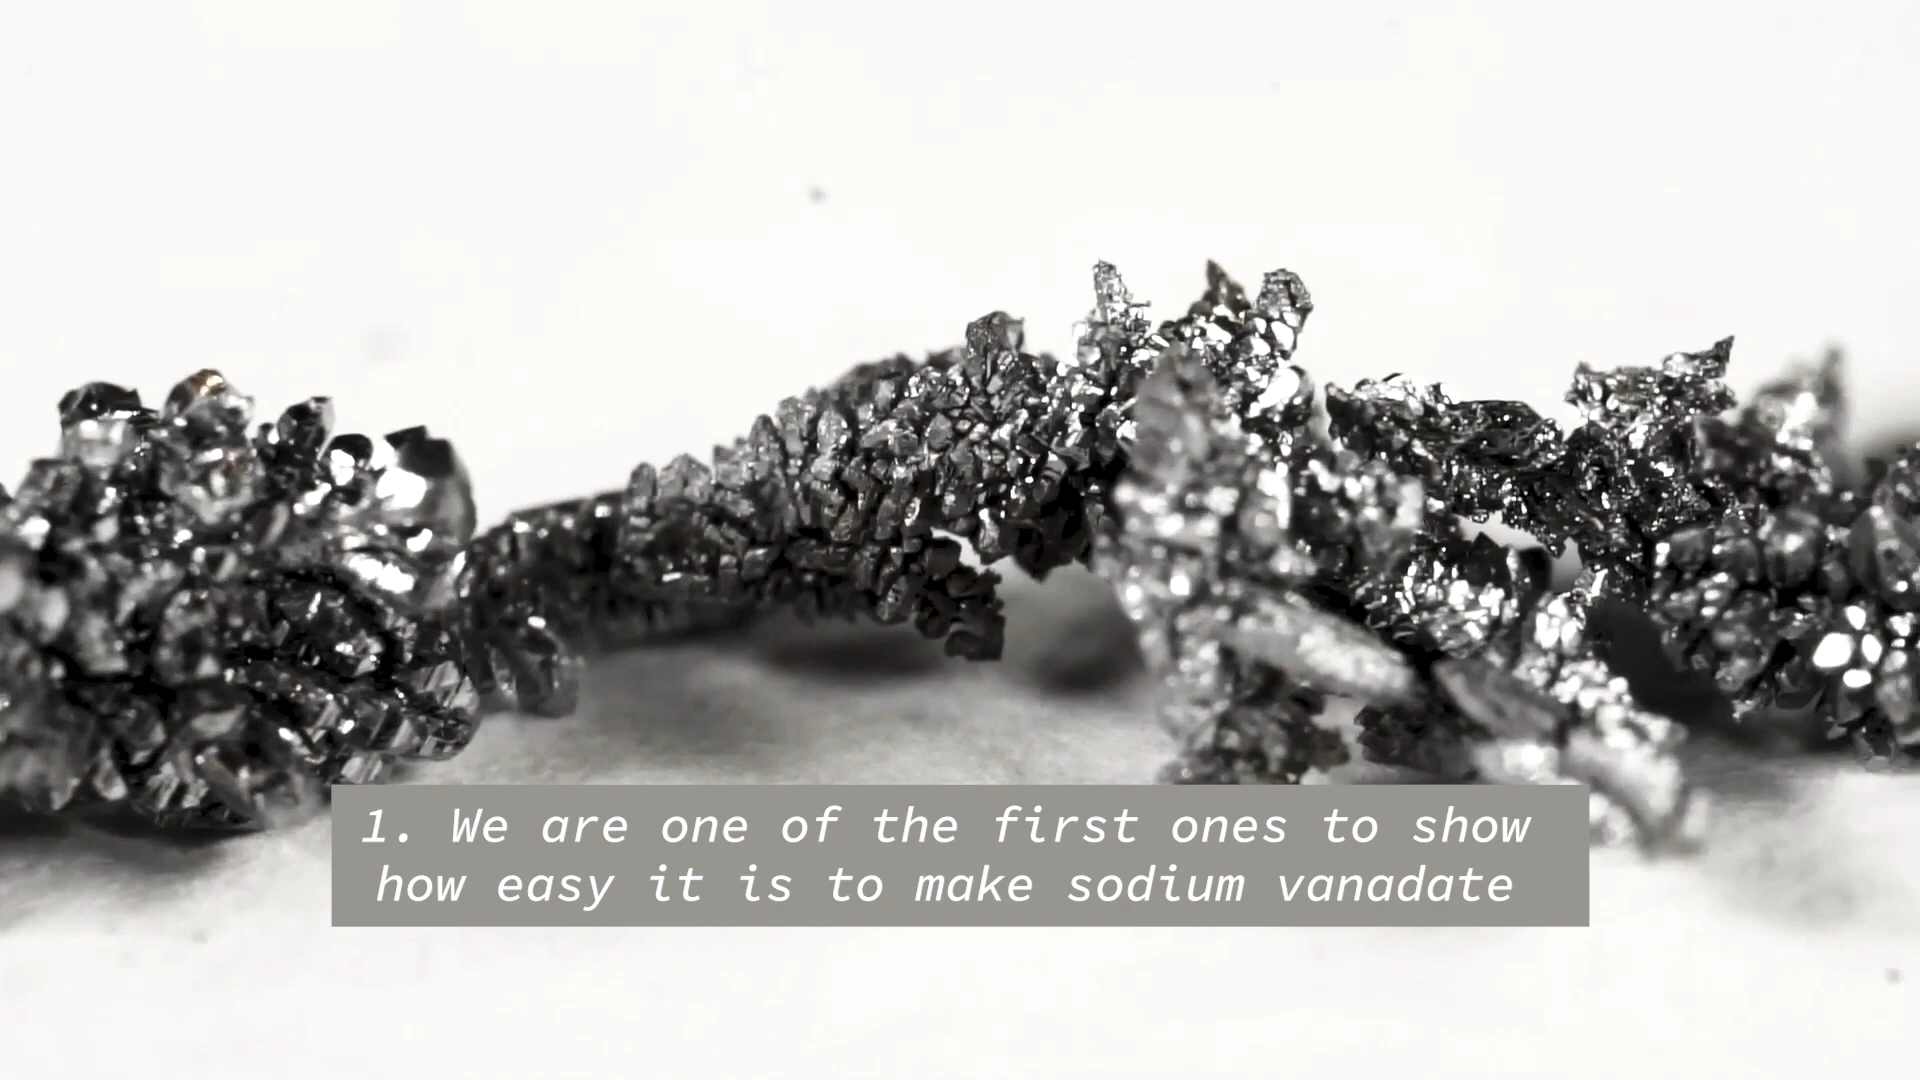 1. We are one of the first ones to show
how easy it is to make sodium vanadate